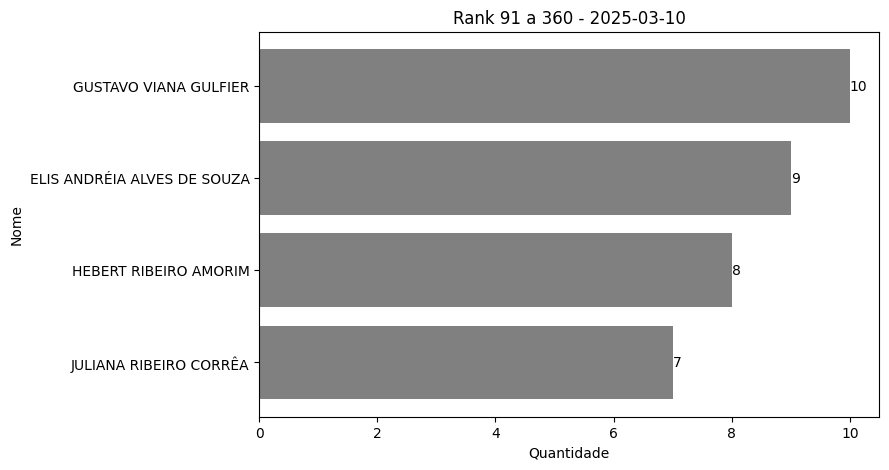 Rank 91 a 360 - 2025-03-10
Nome
GUSTAVO VIANA GULFIER
10
ELIS ANDRÉIA ALVES DE SOUZA
9
HEBERT RIBEIRO AMORIM
8
JULIANA RIBEIRO CORRÊA
7
0 2 4 6 8 10
Quantidade